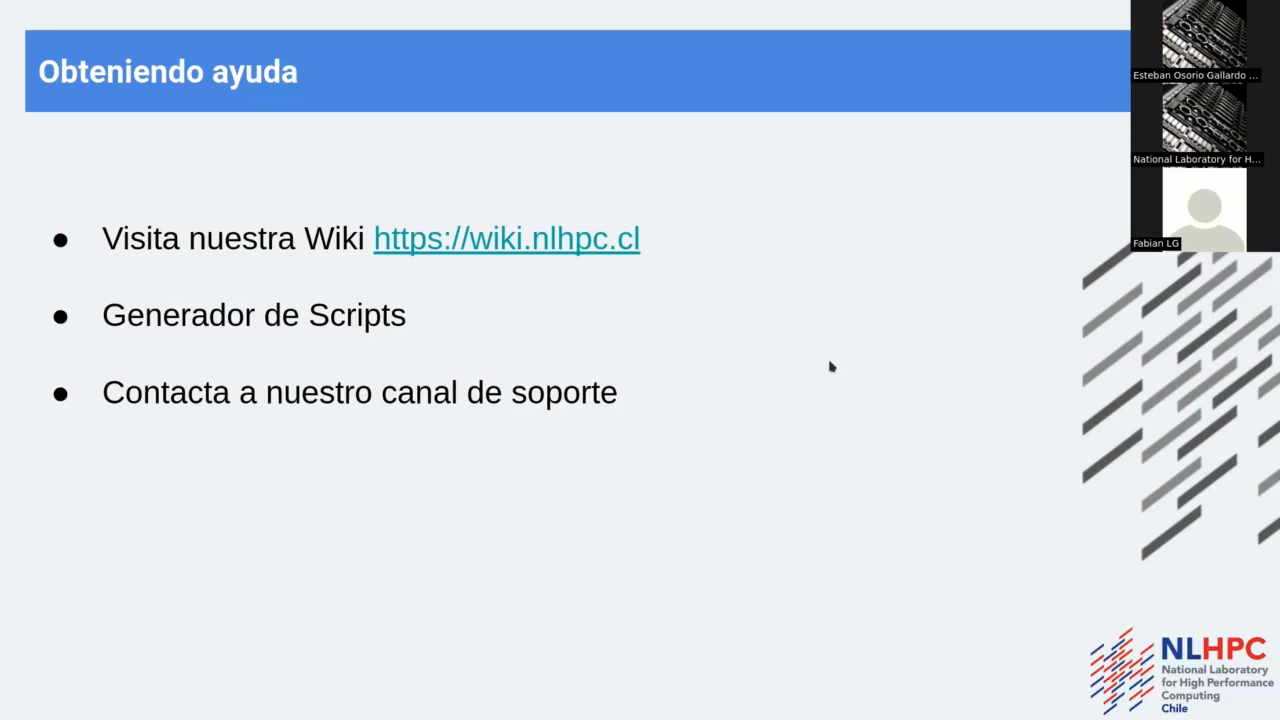 Obteniendo ayuda
Esteban Osorio Gallardo ...
National Laboratory for H...
Fabian LG
● Visita nuestra Wiki https://wiki.nlhpc.cl
● Generador de Scripts
● Contacta a nuestro canal de soporte
NLHPC
National Laboratory
for High Performance
Computing
Chile